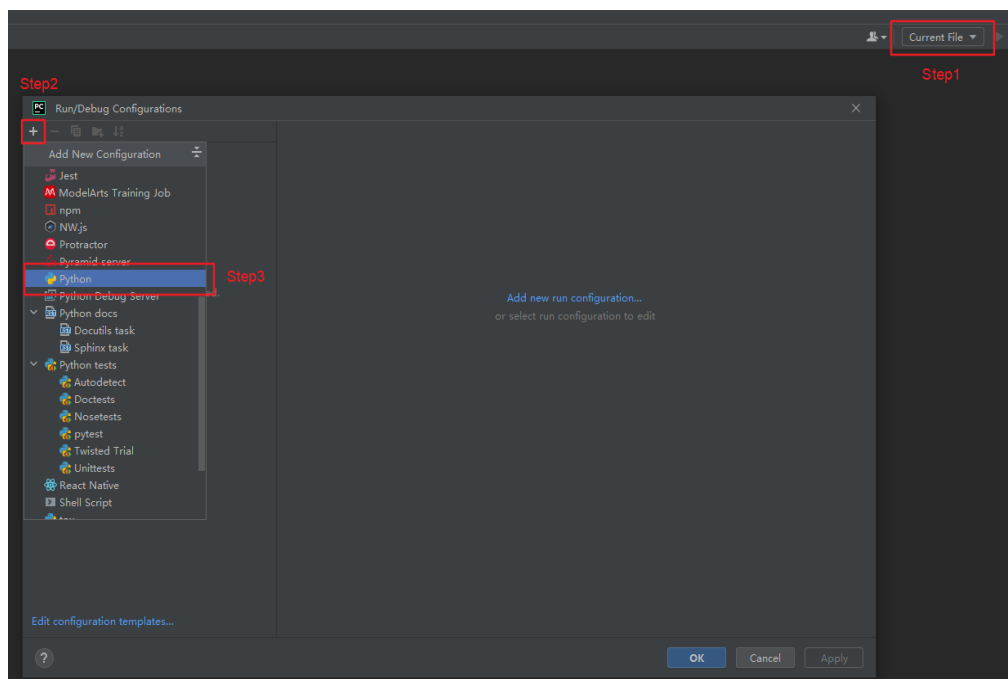 Current File
Step1
Step2
PC
Run/Debug Configurations
Add New Configuration
Jest
ModelArts Training Job
npm
NW.js
Protractor
Pyramid server
Python
Step3
Python Debug Server
Python docs
Docutils task
Sphinx task
Python tests
Autodetect
Doctests
Nosetests
pytest
Twisted Trial
Unittests
React Native
Shell Script
Add new run configuration...
or select run configuration to edit
Edit configuration templates...
?
OK
Cancel
Apply